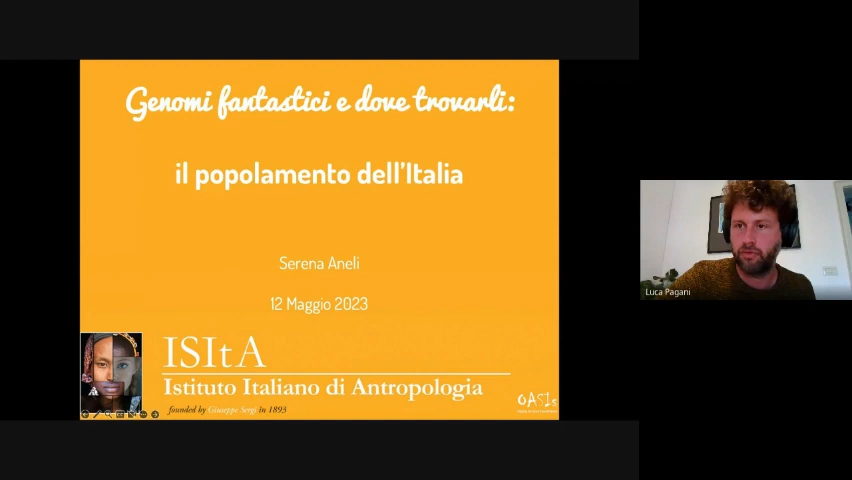 Genomi fantastici e dove trovarli:
il popolamento dell'Italia
Serena Aneli
12 Maggio 2023
ISItA
Istituto Italiano di Antropologia
founded by Giuseppe Sergi in 1893
OASIs
Luca Pagani